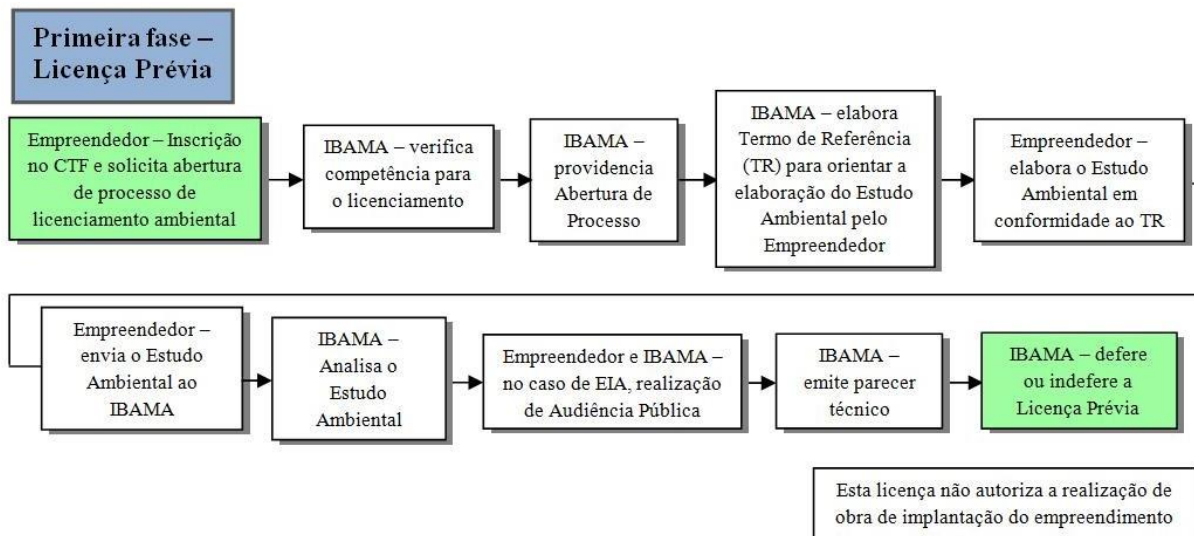 Primeira fase –
Licença Prévia
Empreendedor – Inscrição
no CTF e solicita abertura
de processo de
licenciamento ambiental
IBAMA – verifica
competência para
o licenciamento
IBAMA –
providencia
Abertura de
Processo
IBAMA – elabora
Termo de Referência
(TR) para orientar a
elaboração do Estudo
Ambiental pelo
Empreendedor
Empreendedor –
elabora o Estudo
Ambiental em
conformidade ao TR
Empreendedor –
envia o Estudo
Ambiental ao
IBAMA
IBAMA –
Analisa o
Estudo
Ambiental
Empreendedor e IBAMA –
no caso de EIA, realização
de Audiência Pública
IBAMA –
emite parecer
técnico
IBAMA – defere
ou indefere a
Licença Prévia
Esta licença não autoriza a realização de
obra de implantação do empreendimento